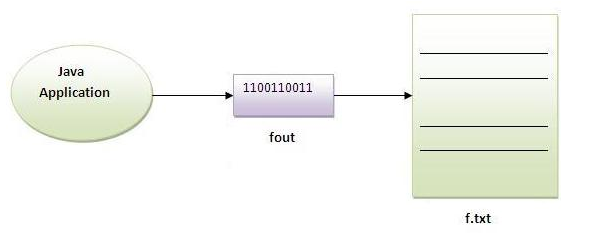 Java
Application
1100110011
fout
f.txt